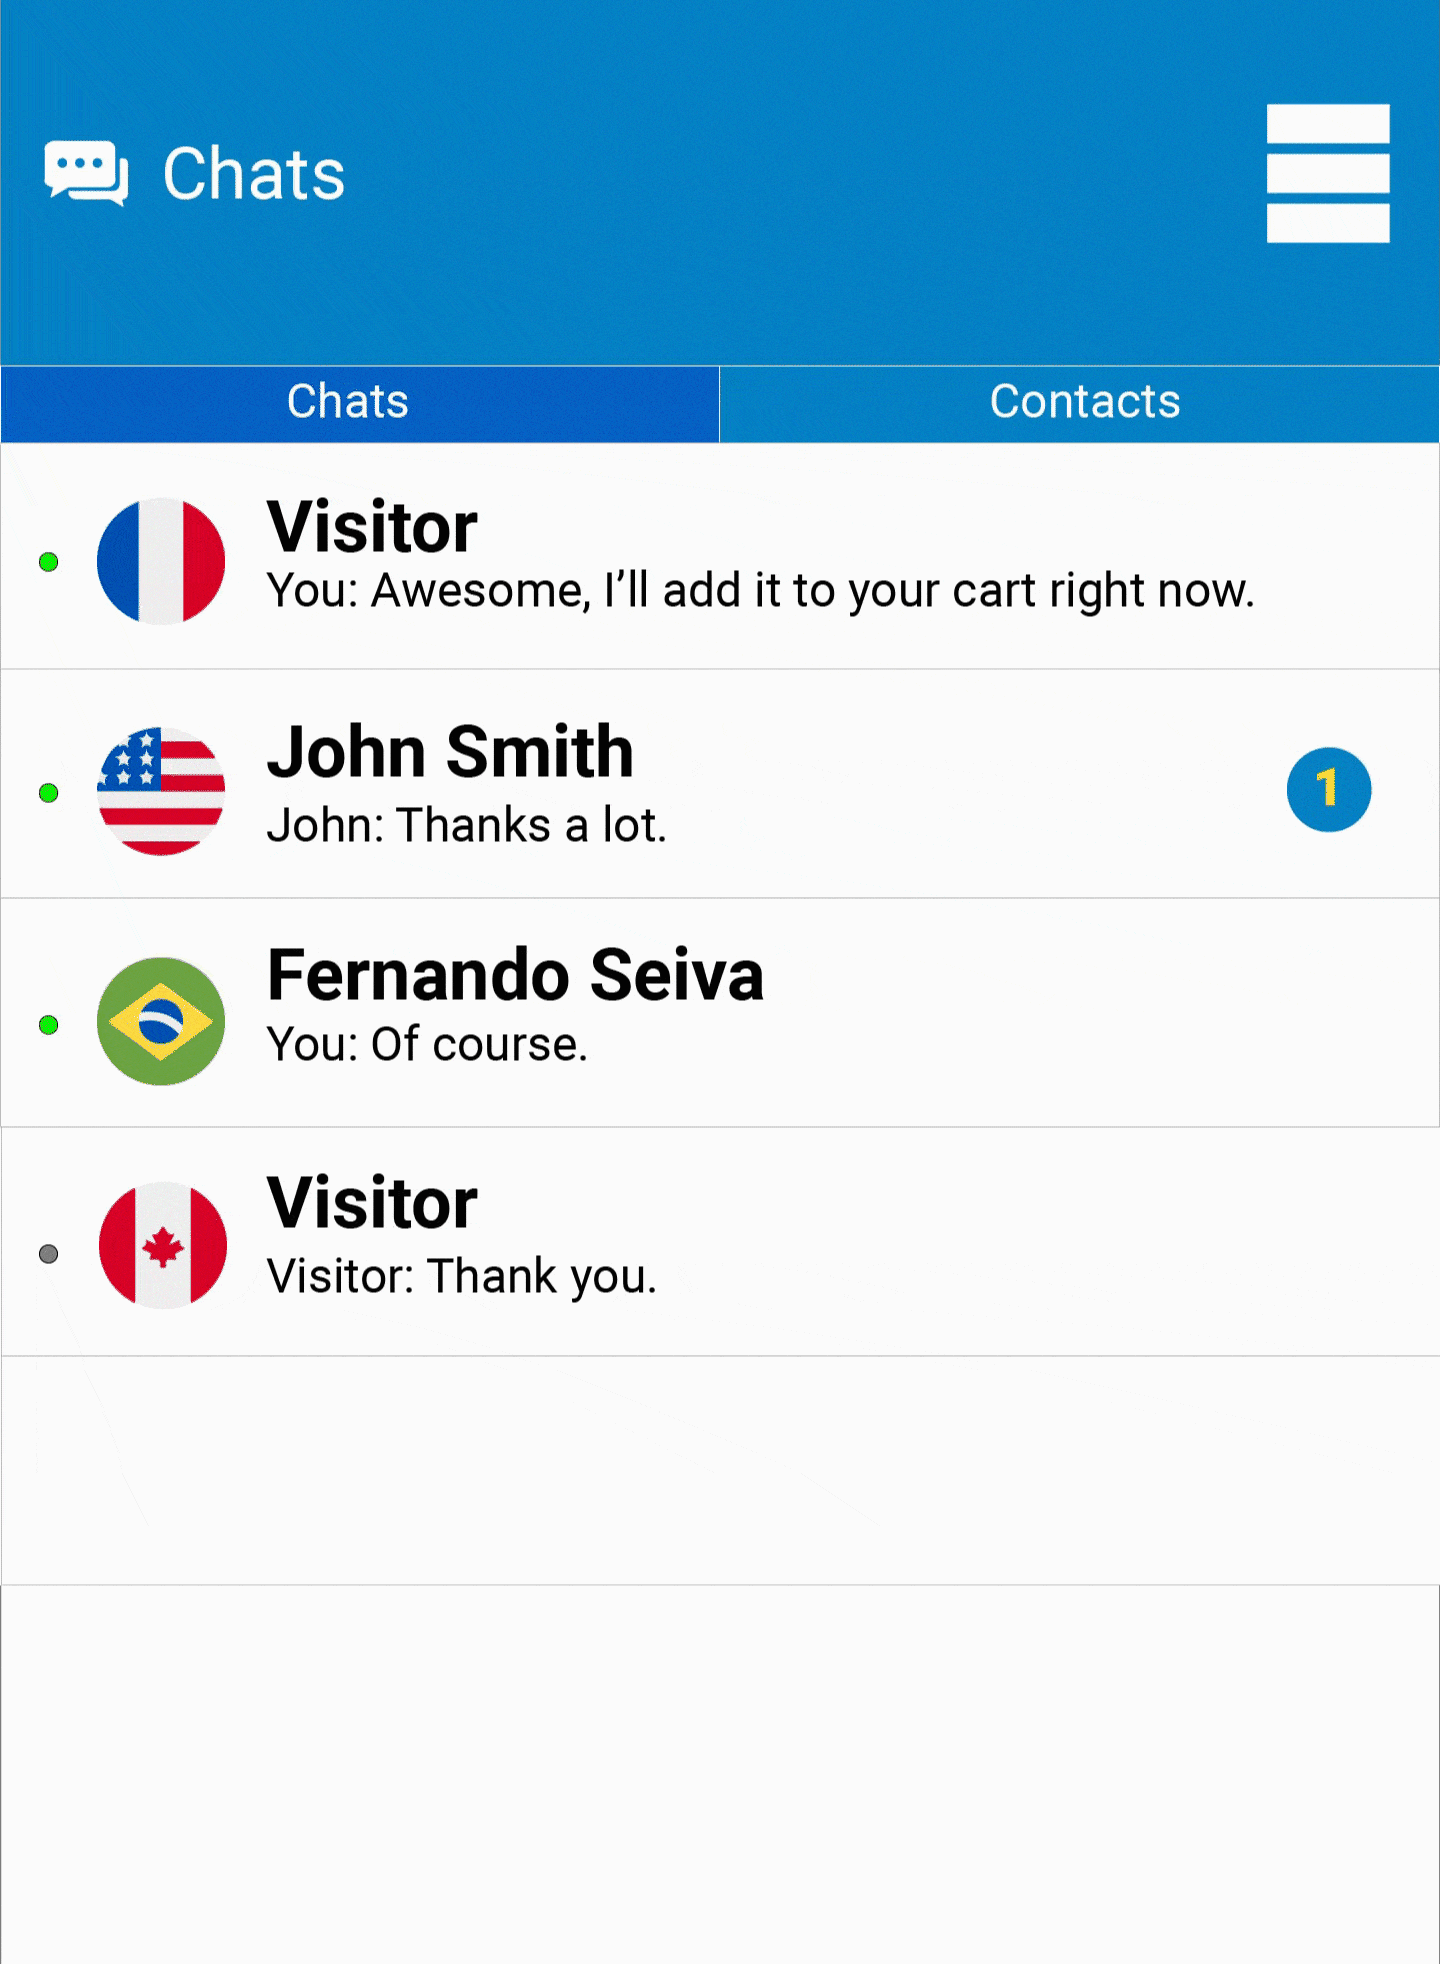 Chats
Chats
Contacts
Visitor
You: Awesome, I’ll add it to your cart right now.
John Smith
John: Thanks a lot.
1
Fernando Seiva
You: Of course.
Visitor
Visitor: Thank you.